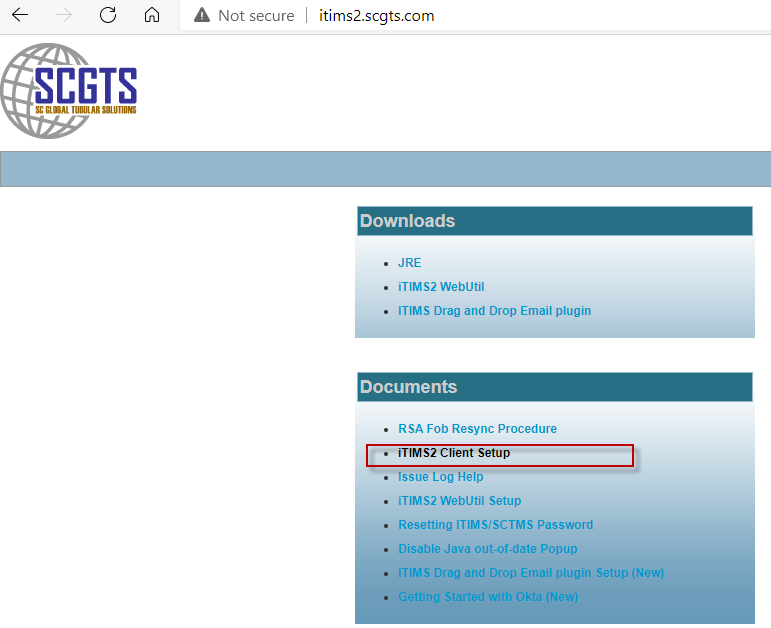 Not secure itims2.scgts.com
SCGTS
SC GLOBAL TUBULAR SOLUTIONS
Downloads
JRE
iTIMS2 WebUtil
ITIMS Drag and Drop Email plugin
Documents
RSA Fob Resync Procedure
iTIMS2 Client Setup
Issue Log Help
iTIMS2 WebUtil Setup
Resetting ITIMS/SCTMS Password
Disable Java out-of-date Popup
ITIMS Drag and Drop Email plugin Setup (New)
Getting Started with Okta (New)